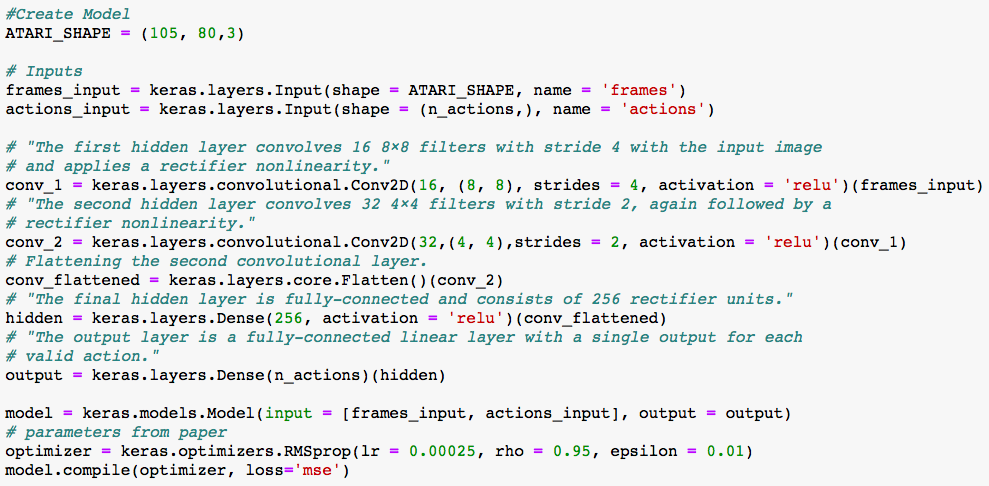 #Create Model
ATARI_SHAPE = (105, 80,3)
# Inputs
frames_input = keras.layers.Input(shape = ATARI_SHAPE, name = 'frames')
actions_input = keras.layers.Input(shape = (n_actions,), name = 'actions')
# "The first hidden layer convolves 16 8×8 filters with stride 4 with the input image
# and applies a rectifier nonlinearity."
conv_1 = keras.layers.convolutional.Conv2D(16, (8, 8), strides = 4, activation = 'relu')(frames_input)
# "The second hidden layer convolves 32 4×4 filters with stride 2, again followed by a
# rectifier nonlinearity."
conv_2 = keras.layers.convolutional.Conv2D(32,(4, 4),strides = 2, activation = 'relu')(conv_1)
# Flattening the second convolutional layer.
conv_flattened = keras.layers.core.Flatten()(conv_2)
# "The final hidden layer is fully-connected and consists of 256 rectifier units."
hidden = keras.layers.Dense(256, activation = 'relu')(conv_flattened)
# "The output layer is a fully-connected linear layer with a single output for each
# valid action."
output = keras.layers.Dense(n_actions)(hidden)
model = keras.models.Model(input = [frames_input, actions_input], output = output)
# parameters from paper
optimizer = keras.optimizers.RMSprop(lr = 0.00025, rho = 0.95, epsilon = 0.01)
model.compile(optimizer, loss='mse')